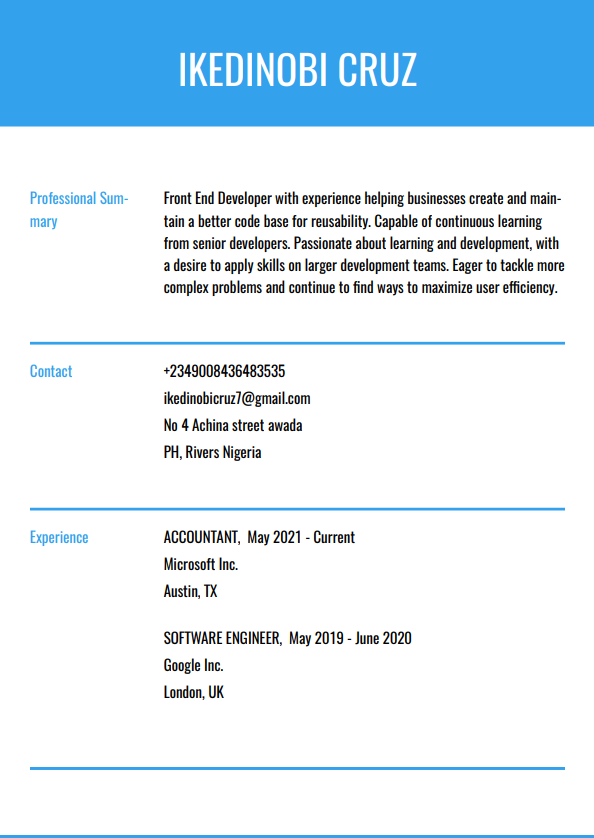 IKEDINOBI CRUZ
Professional Sum-
mary
Front End Developer with experience helping businesses create and main-
tain a better code base for reusability. Capable of continuous learning
from senior developers. Passionate about learning and development, with
a desire to apply skills on larger development teams. Eager to tackle more
complex problems and continue to find ways to maximize user efficiency.
Contact
+2349008436483535
ikedinobicruz7@gmail.com
No 4 Achina street awada
PH, Rivers Nigeria
Experience
ACCOUNTANT, May 2021 - Current
Microsoft Inc.
Austin, TX
SOFTWARE ENGINEER, May 2019 - June 2020
Google Inc.
London, UK